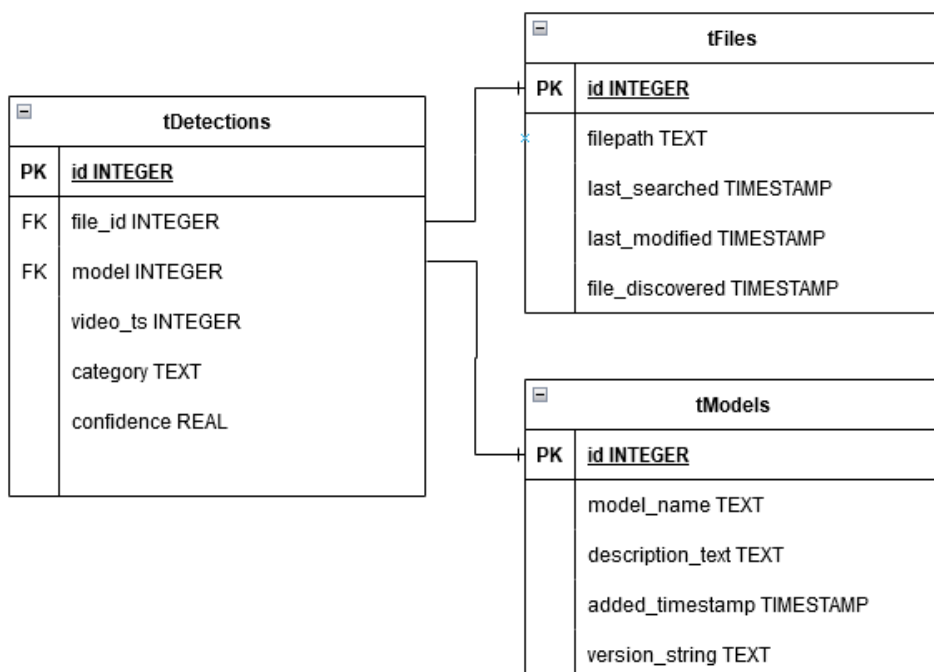 tDetections
PK id INTEGER
FK file_id INTEGER
FK model INTEGER
video_ts INTEGER
category TEXT
confidence REAL
tFiles
PK id INTEGER
filepath TEXT
last_searched TIMESTAMP
last_modified TIMESTAMP
file_discovered TIMESTAMP
tModels
PK id INTEGER
model_name TEXT
description_text TEXT
added_timestamp TIMESTAMP
version_string TEXT